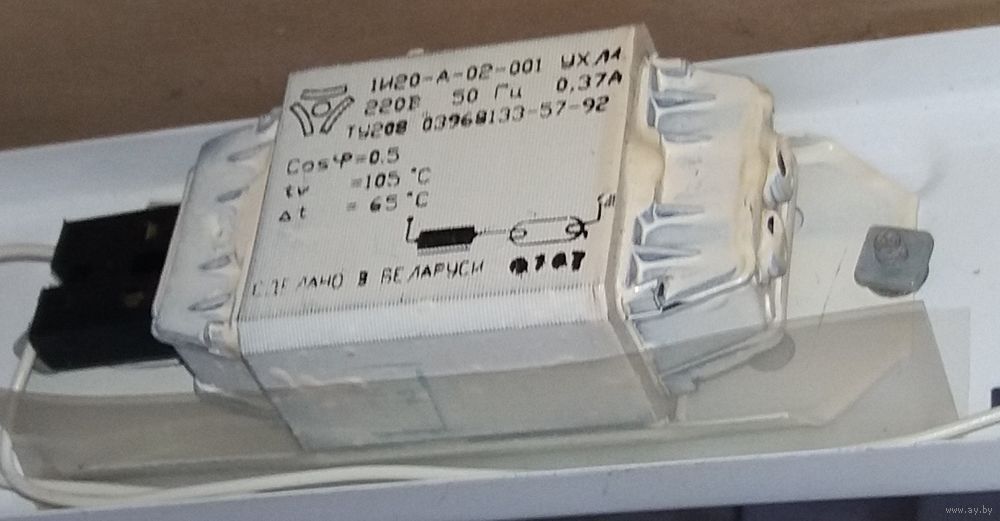 1И20-А-02-001 УХЛ4
220В 50 Гц 0,37А
ТУ208 03968133-57-92
Cosφ=0.5
tw =105 °C
Δt = 65 °C
СДЕЛАНО В БЕЛАРУСИ
www.ay.by